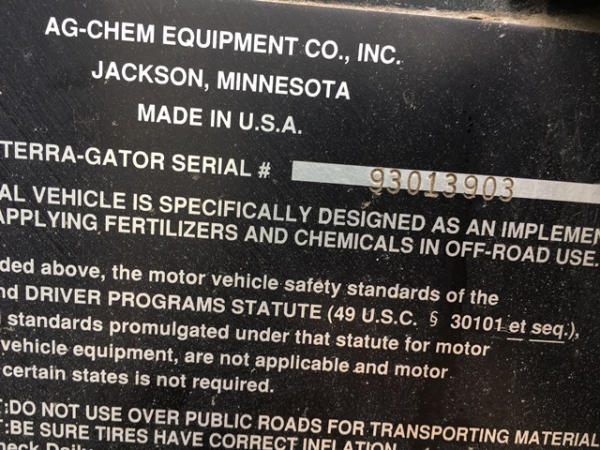 AG-CHEM EQUIPMENT CO., INC.
JACKSON, MINNESOTA
MADE IN U.S.A.
TERRA-GATOR SERIAL # 93013903
AL VEHICLE IS SPECIFICALLY DESIGNED AS AN IMPLEMEN
APPLYING FERTILIZERS AND CHEMICALS IN OFF-ROAD USE.
ded above, the motor vehicle safety standards of the
nd DRIVER PROGRAMS STATUTE (49 U.S.C. § 30101 et seq.),
standards promulgated under that statute for motor
vehicle equipment, are not applicable and motor
certain states is not required.
T:DO NOT USE OVER PUBLIC ROADS FOR TRANSPORTING MATERIAL
T:BE SURE TIRES HAVE CORRECT INFLATION
heck Daily